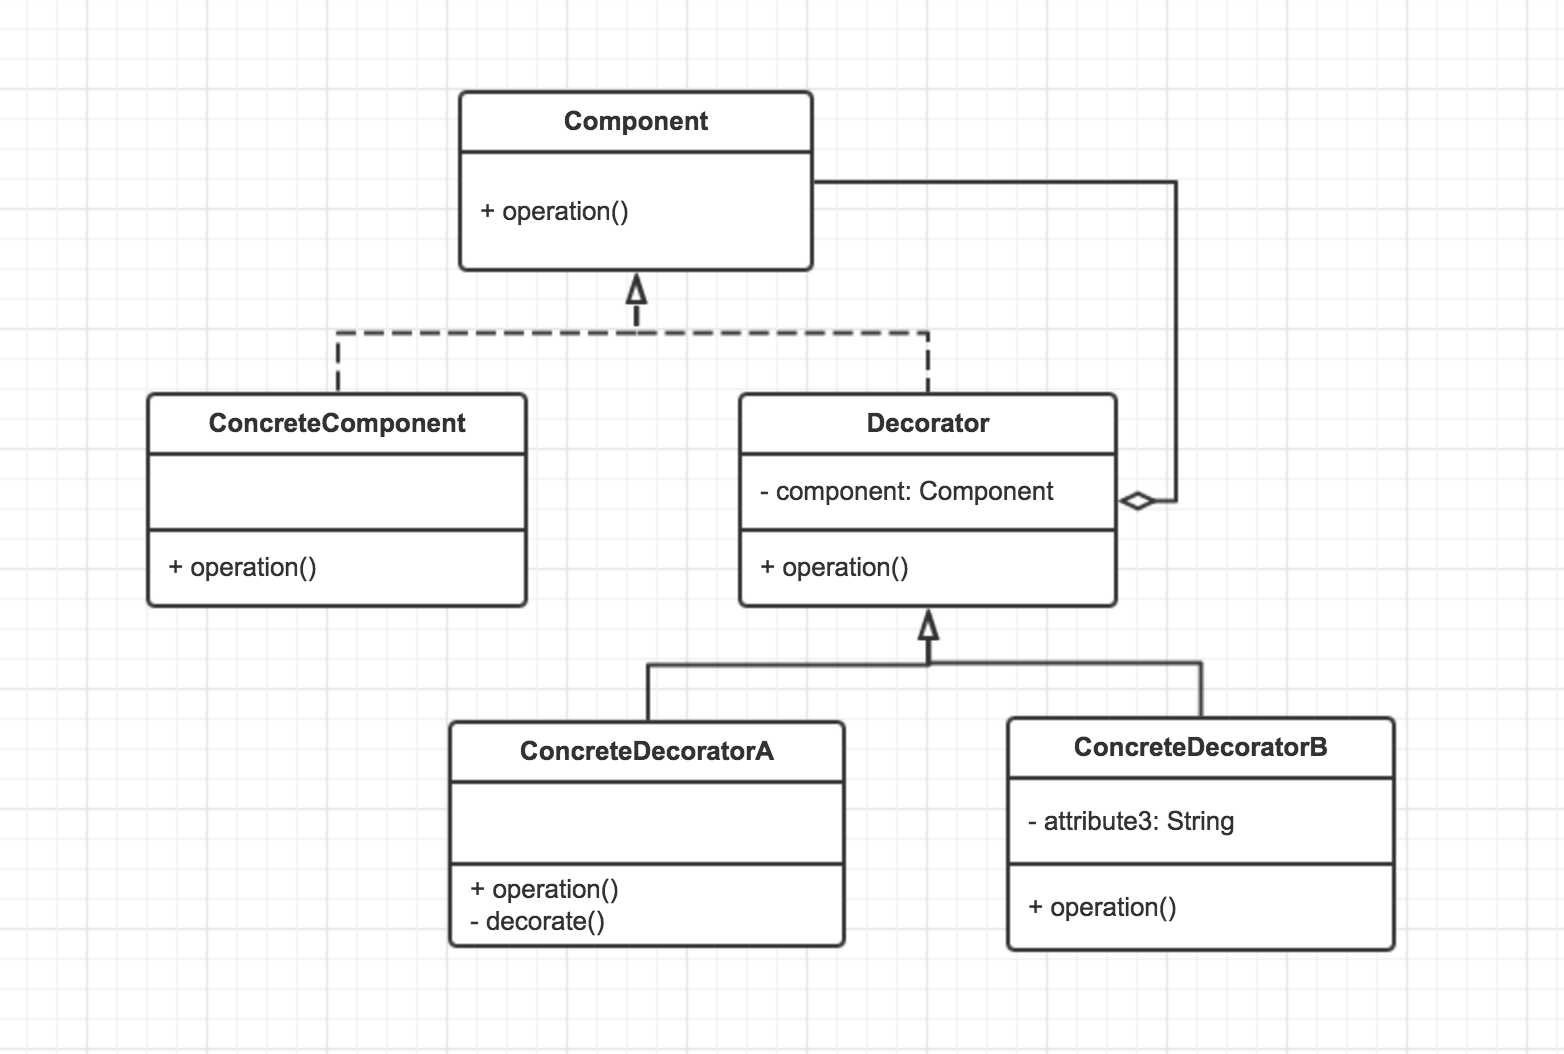 Component
+ operation()
ConcreteComponent
+ operation()
Decorator
- component: Component
+ operation()
ConcreteDecoratorA
+ operation()
- decorate()
ConcreteDecoratorB
- attribute3: String
+ operation()